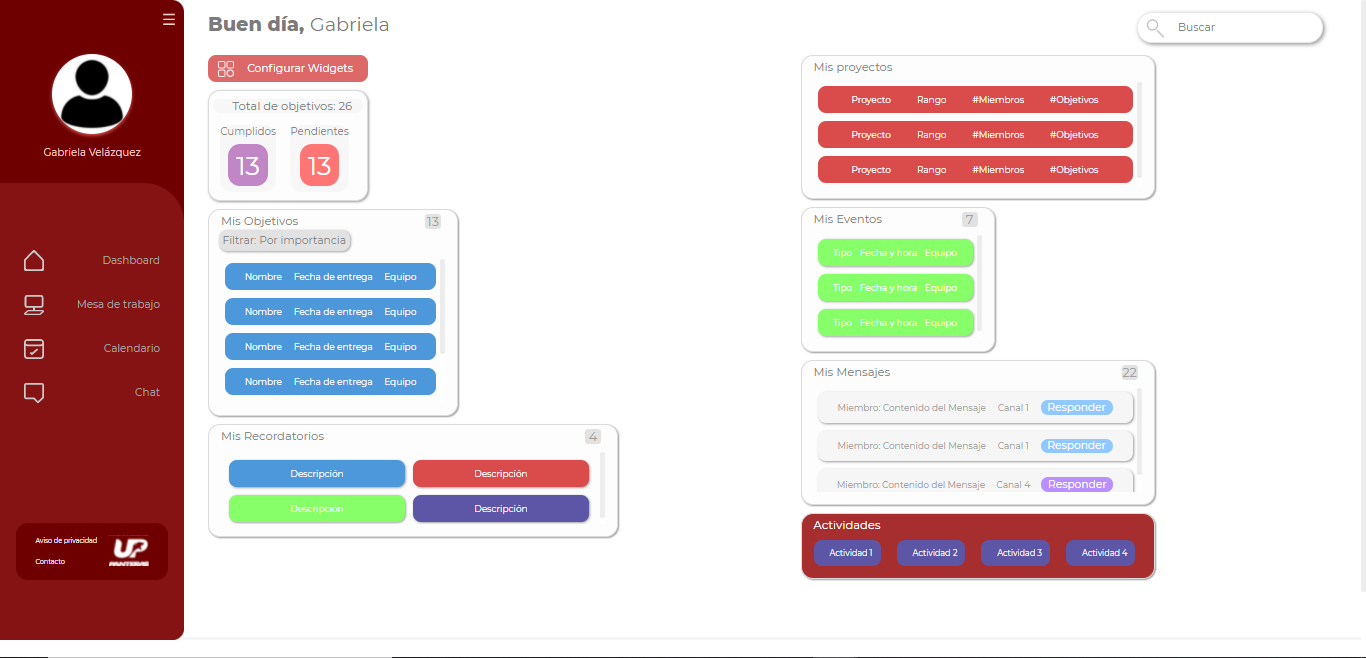 Gabriela Velázquez
Dashboard
Mesa de trabajo
Calendario
Chat
Aviso de privacidad
Contacto
UP
PANTERAS
Buen día, Gabriela
Buscar
Configurar Widgets
Total de objetivos: 26
Cumplidos Pendientes
13 13
Mis Objetivos 13
Filtrar: Por importancia
Nombre Fecha de entrega Equipo
Nombre Fecha de entrega Equipo
Nombre Fecha de entrega Equipo
Nombre Fecha de entrega Equipo
Mis Recordatorios 4
Descripción Descripción
Descripción Descripción
Mis proyectos
Proyecto Rango #Miembros #Objetivos
Proyecto Rango #Miembros #Objetivos
Proyecto Rango #Miembros #Objetivos
Mis Eventos 7
Tipo Fecha y hora Equipo
Tipo Fecha y hora Equipo
Tipo Fecha y hora Equipo
Mis Mensajes 22
Miembro: Contenido del Mensaje Canal 1 Responder
Miembro: Contenido del Mensaje Canal 1 Responder
Miembro: Contenido del Mensaje Canal 4 Responder
Actividades
Actividad 1 Actividad 2 Actividad 3 Actividad 4